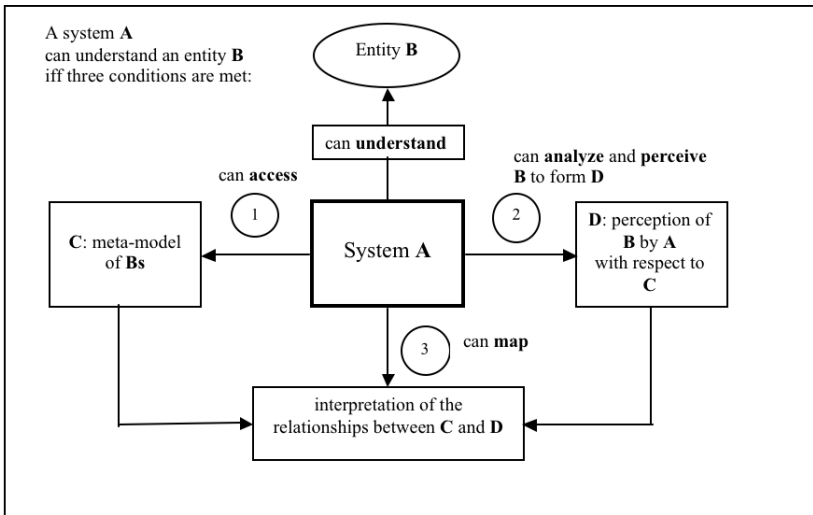 A system A
can understand an entity B
iff three conditions are met:
Entity B
can understand
can analyze and perceive
B to form D
can access
1
2
C: meta-model
of Bs
System A
D: perception of
B by A
with respect to
C
3
can map
interpretation of the
relationships between C and D